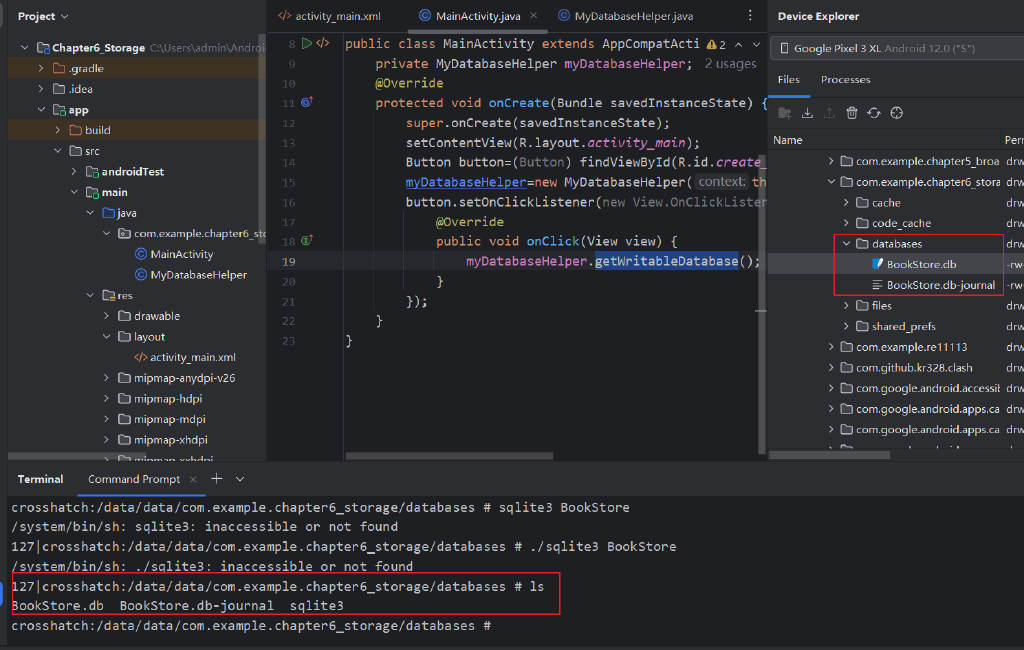 Project
Chapter6_Storage C:\Users\admin\Androi
.gradle
.idea
app
build
src
androidTest
main
java
com.example.chapter6_sto
MainActivity
MyDatabaseHelper
res
drawable
layout
activity_main.xml
mipmap-anydpi-v26
mipmap-hdpi
mipmap-mdpi
mipmap-xhdpi
mipmap-xxhdpi
activity_main.xml MainActivity.java MyDatabaseHelper.java
8 public class MainActivity extends AppCompatActi 2
9 private MyDatabaseHelper myDatabaseHelper; 2 usages
10 @Override
11 protected void onCreate(Bundle savedInstanceState) {
12 super.onCreate(savedInstanceState);
13 setContentView(R.layout.activity_main);
14 Button button=(Button) findViewById(R.id.create_
15 myDatabaseHelper=new MyDatabaseHelper( context: th
16 button.setOnClickListener(new View.OnClickListen
17 @Override
18 public void onClick(View view) {
19 myDatabaseHelper.getWritableDatabase();
20 }
21 });
22 }
23 }
Device Explorer
Google Pixel 3 XL Android 12.0 ("S")
Files Processes
Name Perr
com.example.chapter5_broa drw
com.example.chapter6_stora drw
cache drw
code_cache drw
databases drw
BookStore.db -rw-
BookStore.db-journal -rw-
files drw
shared_prefs drw
com.example.re11113 drw
com.github.kr328.clash drw
com.google.android.accessib drw
com.google.android.apps.ca drw
com.google.android.apps.ca drw
Terminal Command Prompt
crosshatch:/data/data/com.example.chapter6_storage/databases # sqlite3 BookStore
/system/bin/sh: sqlite3: inaccessible or not found
127|crosshatch:/data/data/com.example.chapter6_storage/databases # ./sqlite3 BookStore
/system/bin/sh: ./sqlite3: inaccessible or not found
127|crosshatch:/data/data/com.example.chapter6_storage/databases # ls
BookStore.db BookStore.db-journal sqlite3
crosshatch:/data/data/com.example.chapter6_storage/databases #